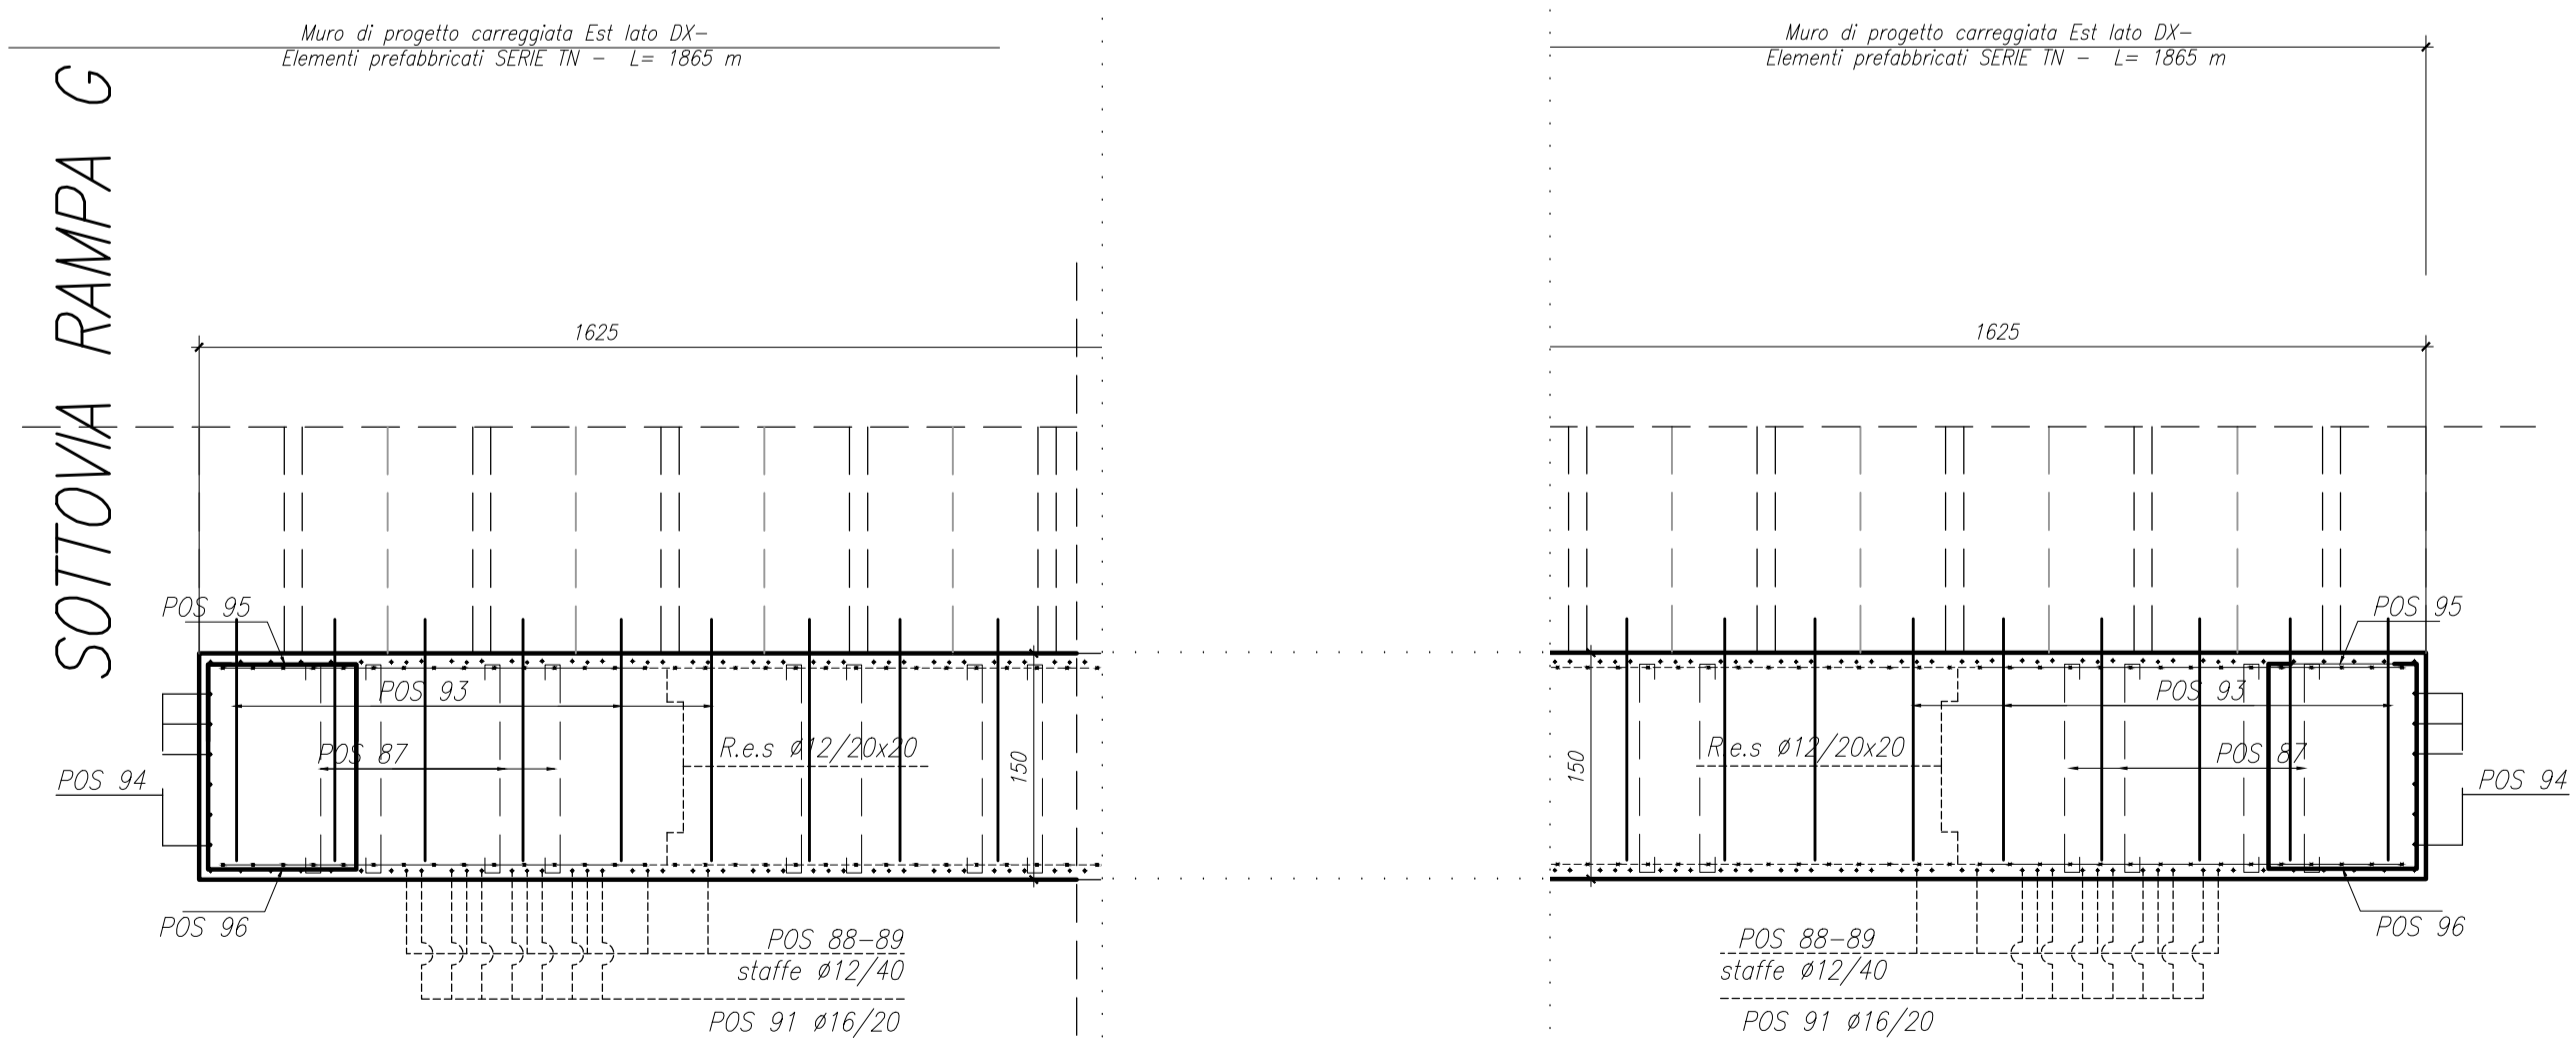 Muro di progetto carreggiata Est lato DX-
Elementi prefabbricati SERIE TN - L= 1865 m
SOTTOVIA RAMPA G
1625
POS 95
POS 93
POS 87
R.e.s ø12/20x20
150
POS 94
POS 96
POS 88-89
staffe ø12/40
POS 91 ø16/20
Muro di progetto carreggiata Est lato DX-
Elementi prefabbricati SERIE TN - L= 1865 m
1625
POS 95
POS 93
R.e.s ø12/20x20
POS 87
150
POS 94
POS 96
POS 88-89
staffe ø12/40
POS 91 ø16/20